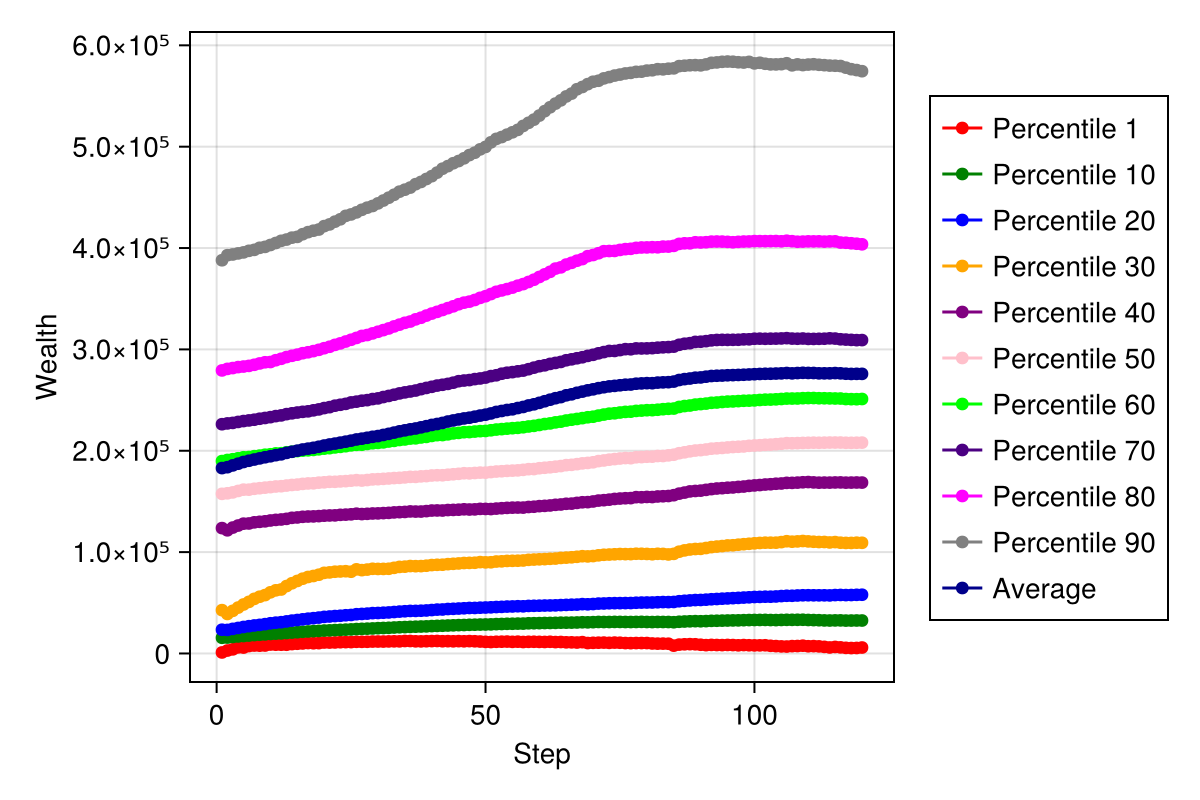 6.0×10⁵
5.0×10⁵
4.0×10⁵
3.0×10⁵
2.0×10⁵
1.0×10⁵
0
Wealth
0 50 100
Step
Percentile 1
Percentile 10
Percentile 20
Percentile 30
Percentile 40
Percentile 50
Percentile 60
Percentile 70
Percentile 80
Percentile 90
Average